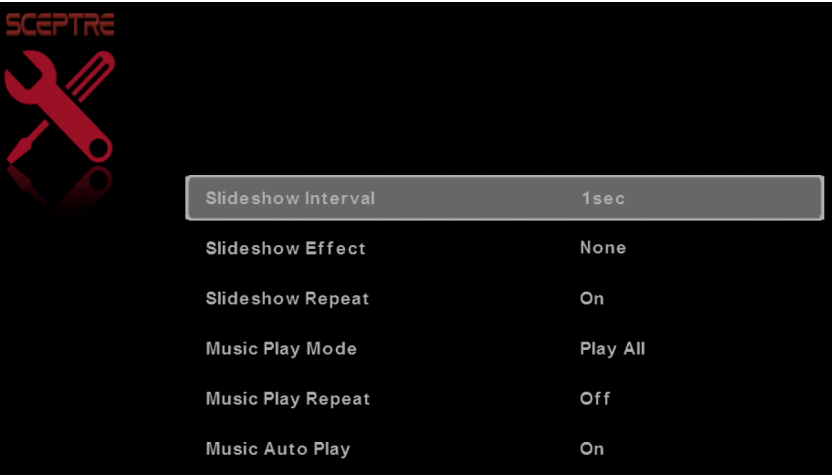 SCEPTRE
Slideshow Interval 1sec
Slideshow Effect None
Slideshow Repeat On
Music Play Mode Play All
Music Play Repeat Off
Music Auto Play On